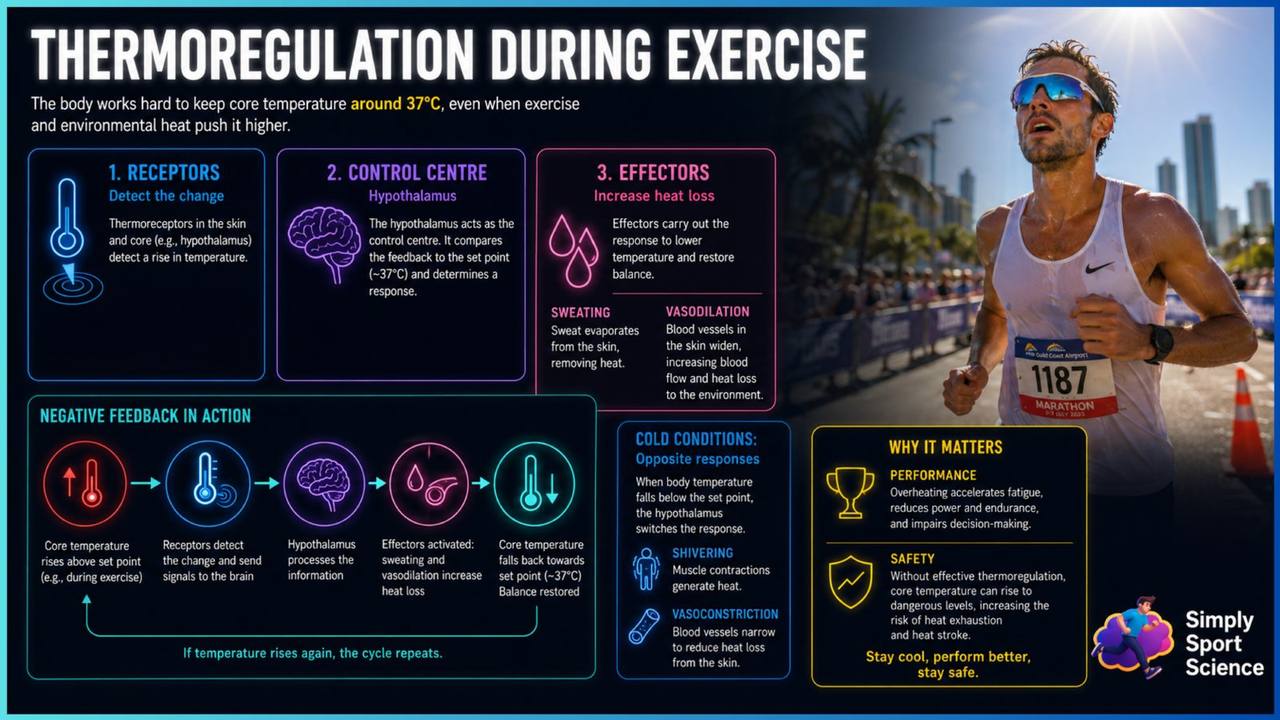 THERMOREGULATION DURING EXERCISE
The body works hard to keep core temperature around 37°C, even when exercise
and environmental heat push it higher.
1. RECEPTORS
Detect the change
Thermoreceptors in the skin
and core (e.g., hypothalamus)
detect a rise in temperature.
2. CONTROL CENTRE
Hypothalamus
The hypothalamus acts as the
control centre. It compares
the feedback to the set point
(~37°C) and determines a
response.
3. EFFECTORS
Increase heat loss
Effectors carry out the
response to lower
temperature and restore
balance.
SWEATING
Sweat evaporates
from the skin,
removing heat.
VASODILATION
Blood vessels in
the skin widen,
increasing blood
flow and heat loss
to the environment.
NEGATIVE FEEDBACK IN ACTION
Core temperature
rises above set point
(e.g., during exercise)
Receptors detect
the change and send
signals to the brain
Hypothalamus
processes the
information
Effectors activated:
sweating and
vasodilation increase
heat loss
Core temperature
falls back towards
set point (~37°C)
Balance restored
If temperature rises again, the cycle repeats.
COLD CONDITIONS:
Opposite responses
When body temperature
falls below the set point,
the hypothalamus
switches the response.
SHIVERING
Muscle contractions
generate heat.
VASOCONSTRICTION
Blood vessels narrow
to reduce heat loss
from the skin.
WHY IT MATTERS
PERFORMANCE
Overheating accelerates fatigue,
reduces power and endurance,
and impairs decision-making.
SAFETY
Without effective thermoregulation,
core temperature can rise to
dangerous levels, increasing the
risk of heat exhaustion
and heat stroke.
Stay cool, perform better,
stay safe.
Gold Coast Airport
1187
MARATHON
Simply
Sport
Science